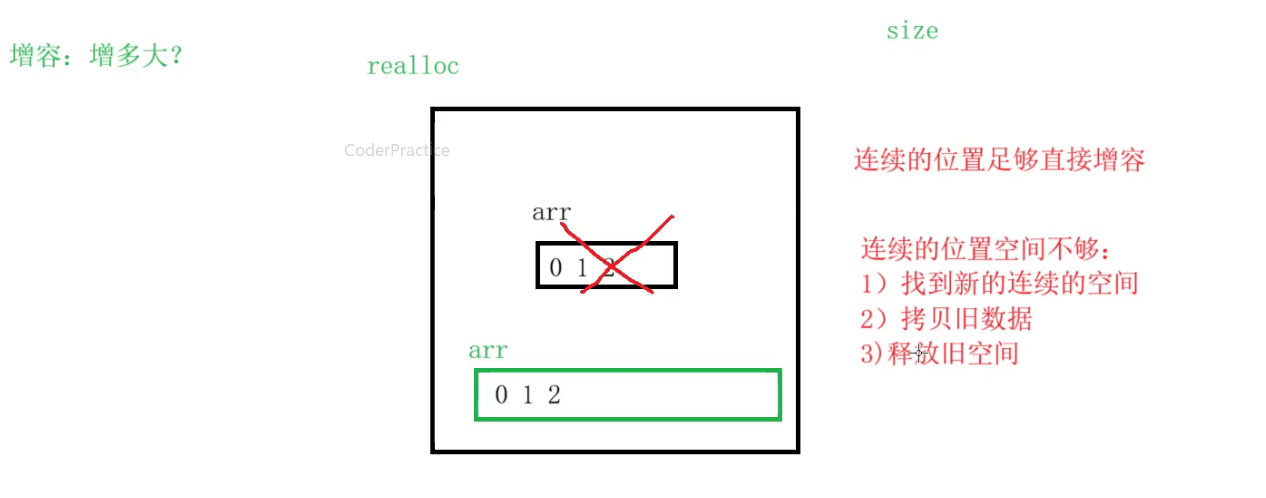 size
增容：增多大？
realloc
CoderPractice
连续的位置足够直接增容
arr
连续的位置空间不够：
0 1 2
1）找到新的连续的空间
2）拷贝旧数据
arr
3)释放旧空间
0 1 2